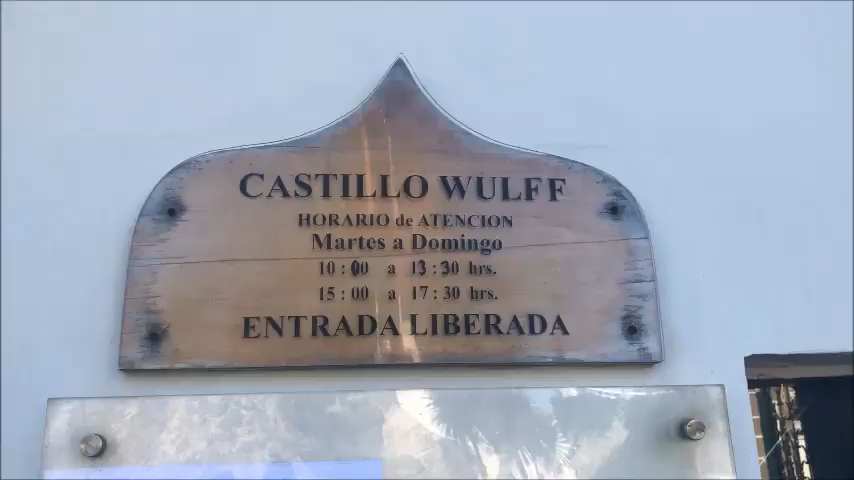 CASTILLO WULFF
HORARIO de ATENCION
Martes a Domingo
10:00 a 13:30 hrs.
15:00 a 17:30 hrs.
ENTRADA LIBERADA